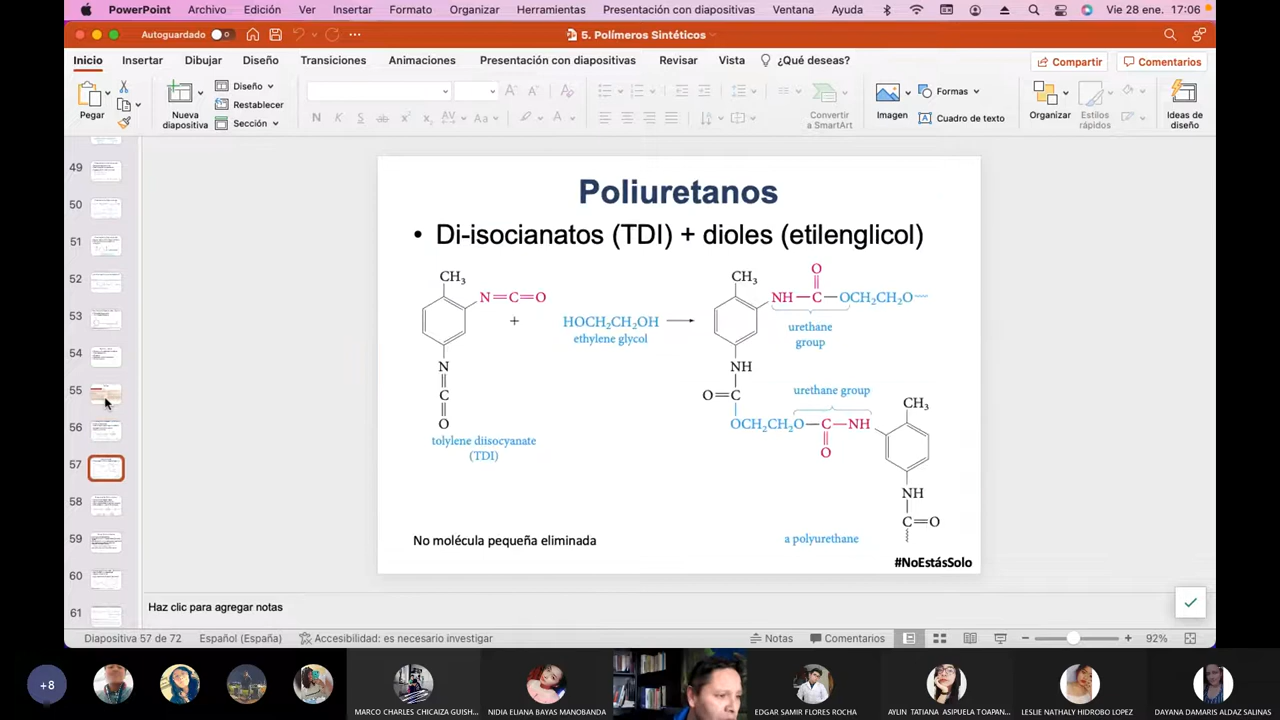 PowerPoint Archivo Edición Ver Insertar Formato Organizar Herramientas Presentación con diapositivas Ventana Ayuda Vie 28 ene. 17:06
Autoguardado 5. Polímeros Sintéticos
Inicio Insertar Dibujar Diseño Transiciones Animaciones Presentación con diapositivas Revisar Vista ¿Qué deseas? Compartir Comentarios
Pegar
Nueva diapositiva
Diseño
Restablecer
Sección
N
K
S
Convertir a SmartArt
Imagen
Formas
Cuadro de texto
Organizar
Estilos rápidos
Ideas de diseño
49
50
51
52
53
54
55
56
57
58
59
60
61
Poliuretanos
• Di-isocianatos (TDI) + dioles (etilenglicol)
CH3
N=C=O
+
HOCH2CH2OH
ethylene glycol
N
C
O
tolylene diisocyanate
(TDI)
CH3
O
NH—C—OCH2CH2O
urethane
group
NH
O=C
urethane group
OCH2CH2O—C—NH
O
CH3
NH
C=O
a polyurethane
No molécula pequeña eliminada
#NoEstásSolo
Haz clic para agregar notas
Diapositiva 57 de 72 Español (España) Accesibilidad: es necesario investigar Notas Comentarios 92%
+8
MARCO CHARLES CHICAIZA GUISH...
NIDIA ELIANA BAYAS MANOBANDA
EDGAR SAMIR FLORES ROCHA
AYLIN TATIANA ASIPUELA TOAPAN...
LESLIE NATHALY HIDROBO LOPEZ
DAYANA DAMARIS ALDAZ SALINAS